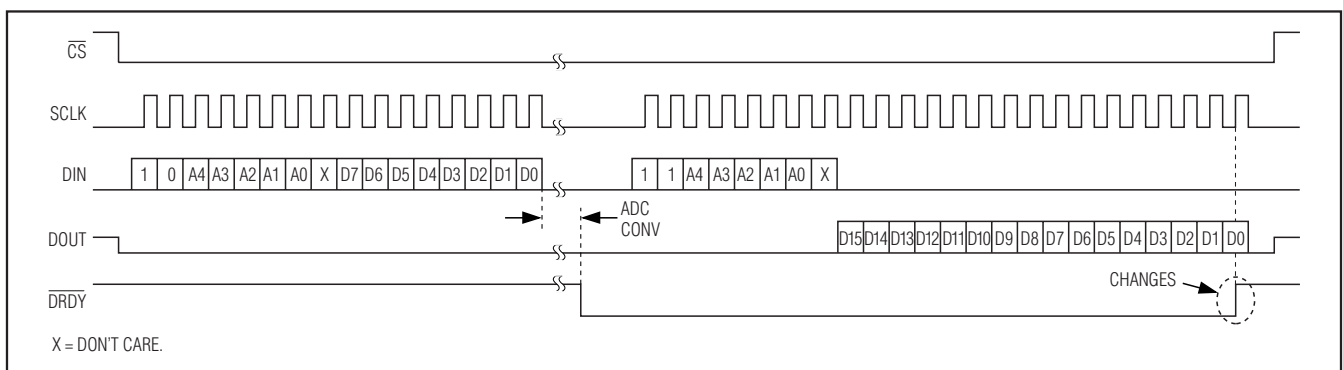 CS
SCLK
DIN 1 0 A4 A3 A2 A1 A0 X D7 D6 D5 D4 D3 D2 D1 D0 1 1 A4 A3 A2 A1 A0 X
ADC
CONV
DOUT D15 D14 D13 D12 D11 D10 D9 D8 D7 D6 D5 D4 D3 D2 D1 D0
CHANGES
DRDY
X = DON'T CARE.